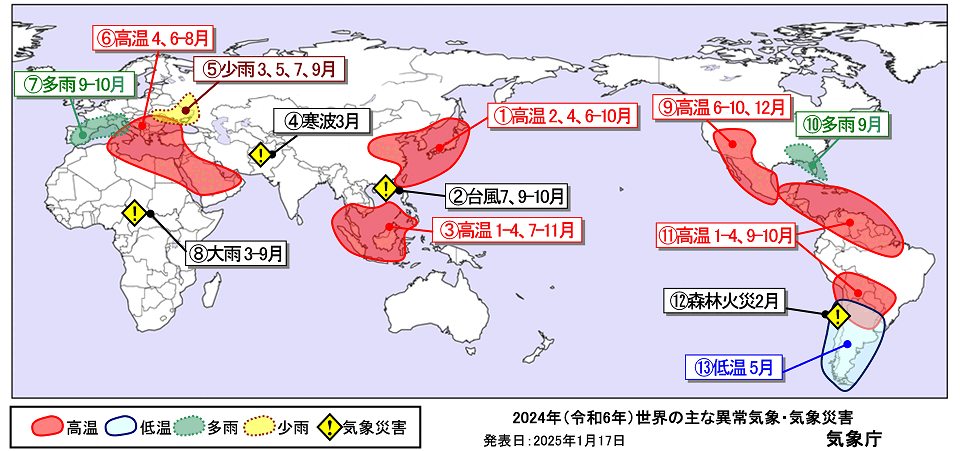 ⑥高温 4、6-8月
⑤少雨 3、5、7、9月
⑦多雨 9-10月
④寒波3月
①高温 2、4、6-10月
⑨高温 6-10、12月
⑩多雨 9月
②台風7、9-10月
③高温 1-4、7-11月
⑪高温 1-4、9-10月
⑧大雨 3-9月
⑫森林火災2月
⑬低温 5月
高温 低温 多雨 少雨 気象災害
2024年(令和6年)世界の主な異常気象・気象災害
発表日:2025年1月17日 気象庁